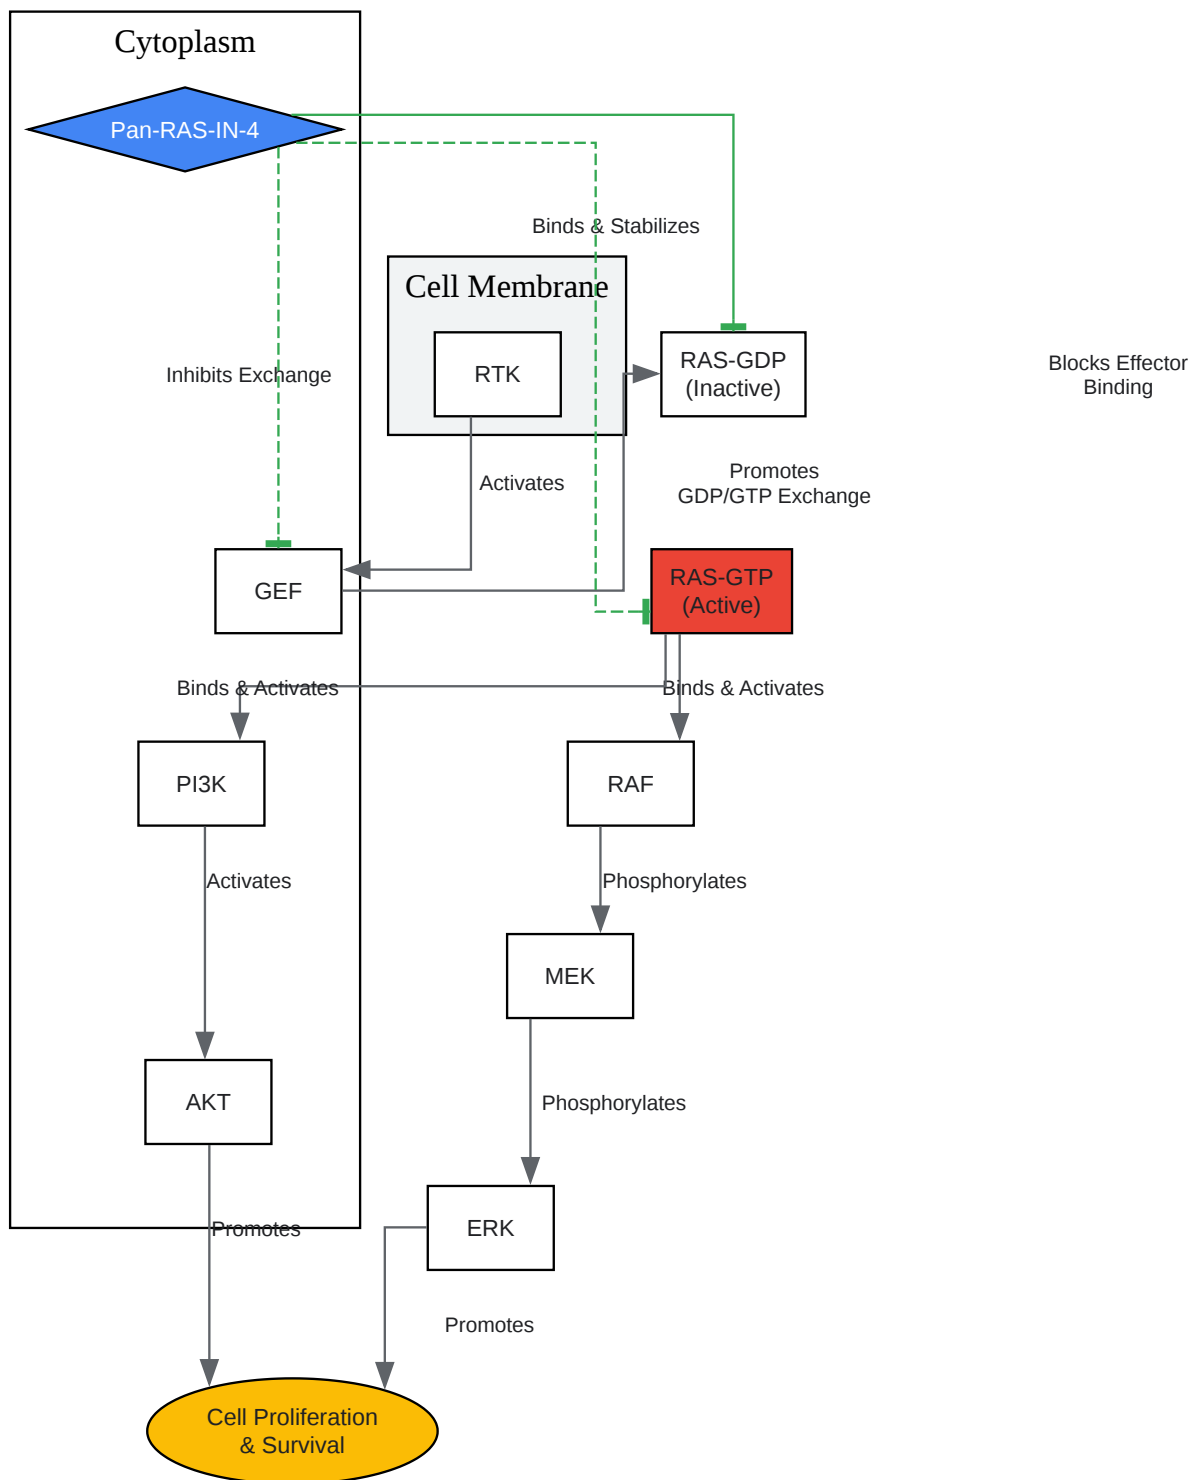 Cytoplasm
Pan-RAS-IN-4
Binds & Stabilizes
Cell Membrane
RTK
RAS-GDP
(Inactive)
Inhibits Exchange
Blocks Effector
Binding
Activates
Promotes
GDP/GTP Exchange
GEF
RAS-GTP
(Active)
Binds & Activates
Binds & Activates
PI3K
RAF
Activates
Phosphorylates
MEK
AKT
Phosphorylates
Promotes
ERK
Promotes
Cell Proliferation
& Survival